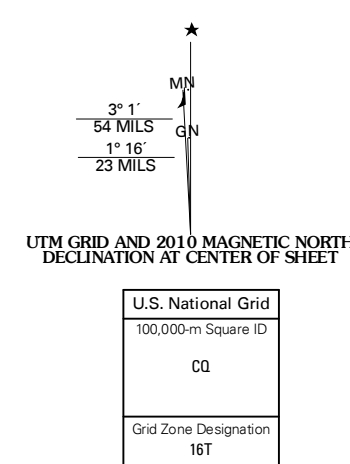 ★
MN
3° 1´
54 MILS
GN
1° 16´
23 MILS
UTM GRID AND 2010 MAGNETIC NORTH
DECLINATION AT CENTER OF SHEET
U.S. National Grid
100,000-m Square ID
CQ
Grid Zone Designation
16T